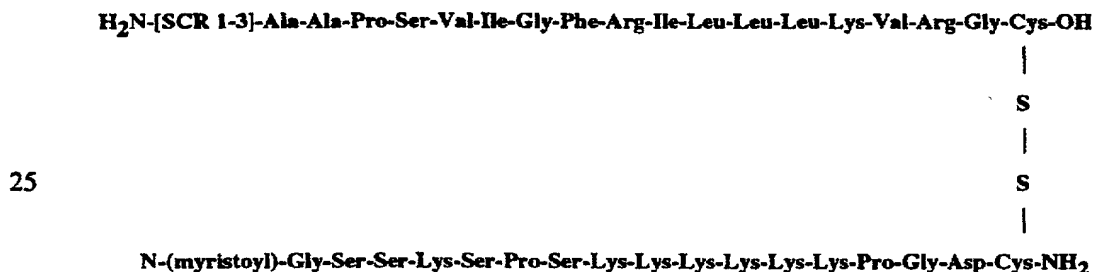 H2N-[SCR 1-3]-Ala-Ala-Pro-Ser-Val-Ile-Gly-Phe-Arg-Ile-Leu-Leu-Leu-Lys-Val-Arg-Gly-Cys-OH
|
S
|
25 S
|
N-(myristoyl)-Gly-Ser-Ser-Lys-Ser-Pro-Ser-Lys-Lys-Lys-Lys-Lys-Lys-Pro-Gly-Asp-Cys-NH2